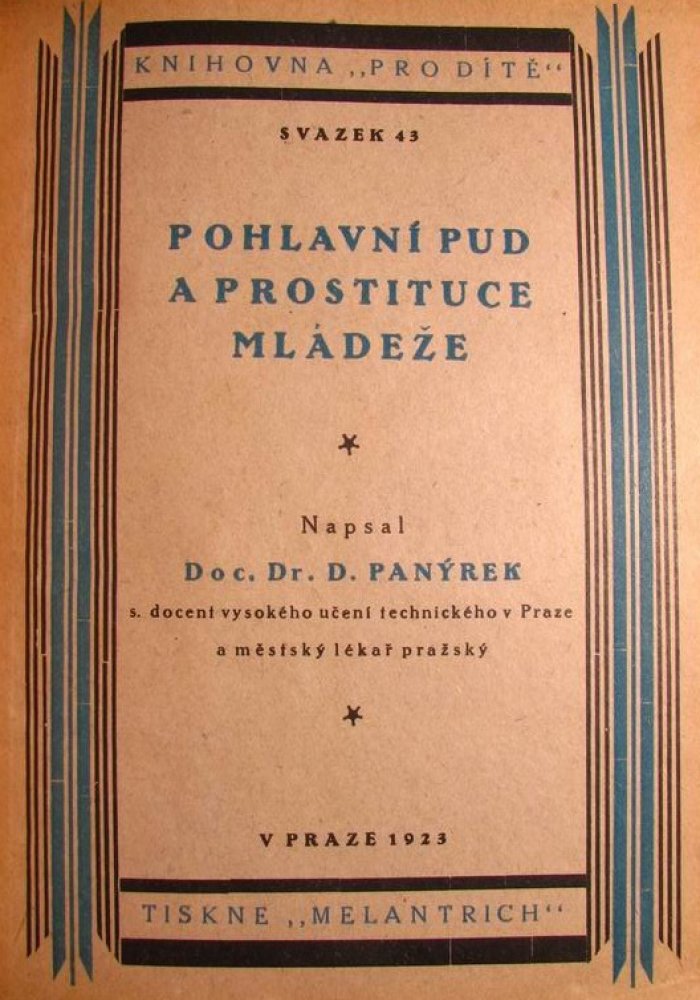 KNIHOVNA „PRO DÍTĚ“
SVAZEK 43
POHLAVNÍ PUD
A PROSTITUCE
MLÁDEŽE
Napsal
Doc. Dr. D. PANÝREK
s. docent vysokého učení technického v Praze
a městský lékař pražský
V PRAZE 1923
TISKNE „MELANTRICH“